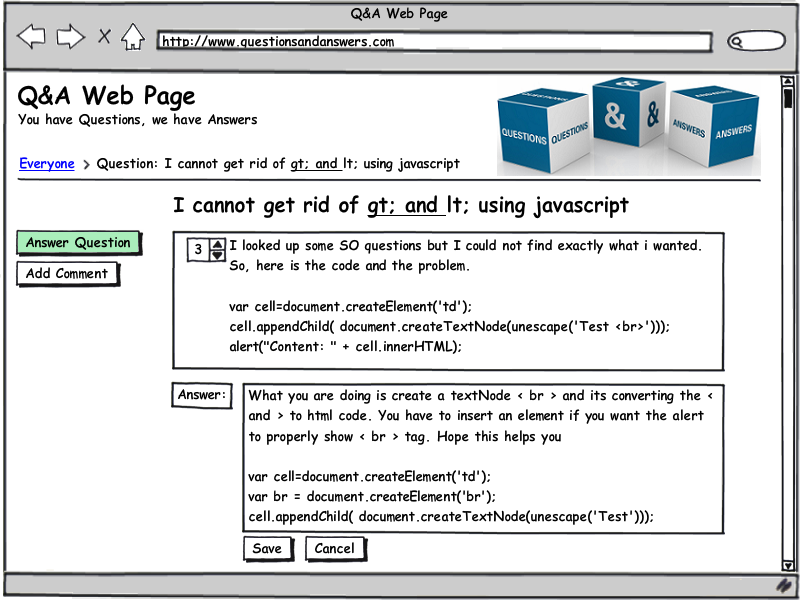 Q&A Web Page
http://www.questionsandanswers.com
Q&A Web Page
You have Questions, we have Answers
QUESTIONS
QUESTIONS
QUESTIONS
&
&
&
ANSWERS
ANSWERS
ANSWERS
Everyone > Question: I cannot get rid of gt; and lt; using javascript
I cannot get rid of gt; and lt; using javascript
Answer Question
Add Comment
3
I looked up some SO questions but I could not find exactly what i wanted.
So, here is the code and the problem.
var cell=document.createElement('td');
cell.appendChild( document.createTextNode(unescape('Test <br>')));
alert("Content: " + cell.innerHTML);
Answer:
What you are doing is create a textNode < br > and its converting the <
and > to html code. You have to insert an element if you want the alert
to properly show < br > tag. Hope this helps you
var cell=document.createElement('td');
var br = document.createElement('br');
cell.appendChild( document.createTextNode(unescape('Test')));
Save
Cancel